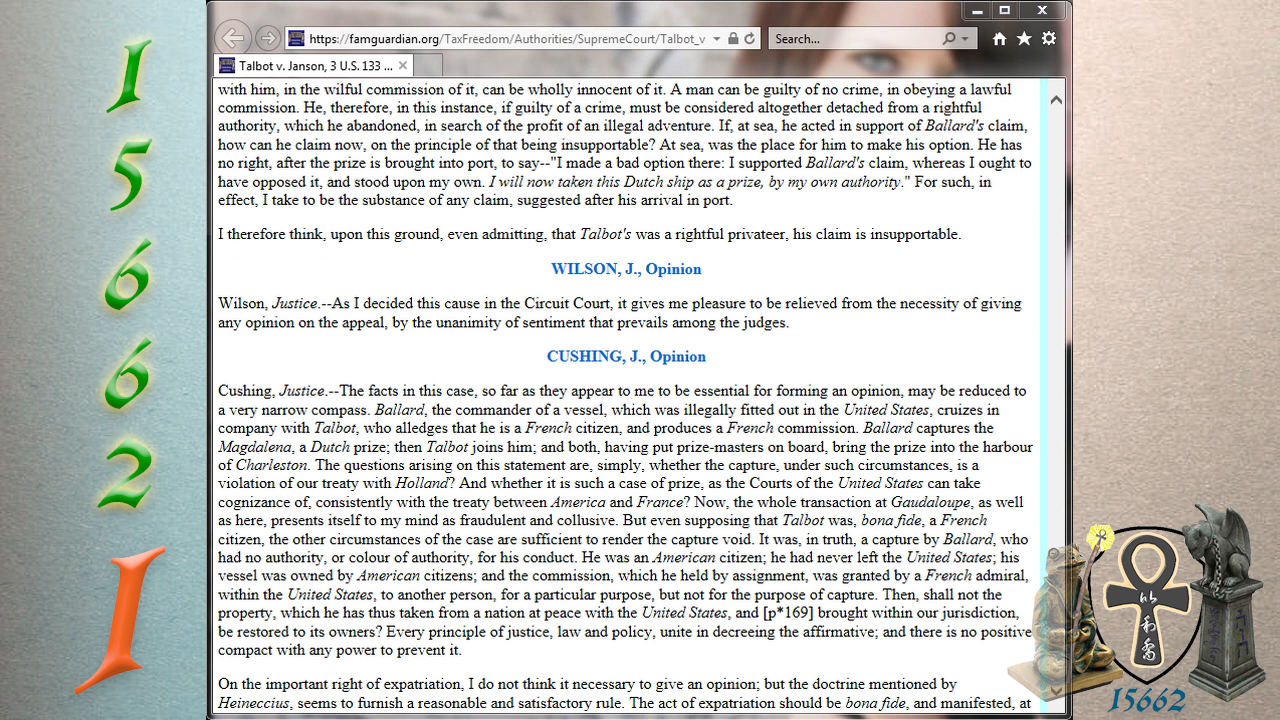 1
5
6
6
2
1
https://famguardian.org/TaxFreedom/Authorities/SupremeCourt/Talbot_v
Search...
Talbot v. Janson, 3 U.S. 133 ...
with him, in the wilful commission of it, can be wholly innocent of it. A man can be guilty of no crime, in obeying a lawful
commission. He, therefore, in this instance, if guilty of a crime, must be considered altogether detached from a rightful
authority, which he abandoned, in search of the profit of an illegal adventure. If, at sea, he acted in support of Ballard's claim,
how can he claim now, on the principle of that being insupportable? At sea, was the place for him to make his option. He has
no right, after the prize is brought into port, to say--"I made a bad option there: I supported Ballard's claim, whereas I ought to
have opposed it, and stood upon my own. I will now taken this Dutch ship as a prize, by my own authority." For such, in
effect, I take to be the substance of any claim, suggested after his arrival in port.
I therefore think, upon this ground, even admitting, that Talbot's was a rightful privateer, his claim is insupportable.
WILSON, J., Opinion
Wilson, Justice.--As I decided this cause in the Circuit Court, it gives me pleasure to be relieved from the necessity of giving
any opinion on the appeal, by the unanimity of sentiment that prevails among the judges.
CUSHING, J., Opinion
Cushing, Justice.--The facts in this case, so far as they appear to me to be essential for forming an opinion, may be reduced to
a very narrow compass. Ballard, the commander of a vessel, which was illegally fitted out in the United States, cruizes in
company with Talbot, who alledges that he is a French citizen, and produces a French commission. Ballard captures the
Magdalena, a Dutch prize; then Talbot joins him; and both, having put prize-masters on board, bring the prize into the harbour
of Charleston. The questions arising on this statement are, simply, whether the capture, under such circumstances, is a
violation of our treaty with Holland? And whether it is such a case of prize, as the Courts of the United States can take
cognizance of, consistently with the treaty between America and France? Now, the whole transaction at Gaudaloupe, as well
as here, presents itself to my mind as fraudulent and collusive. But even supposing that Talbot was, bona fide, a French
citizen, the other circumstances of the case are sufficient to render the capture void. It was, in truth, a capture by Ballard, who
had no authority, or colour of authority, for his conduct. He was an American citizen; he had never left the United States; his
vessel was owned by American citizens; and the commission, which he held by assignment, was granted by a French admiral,
within the United States, to another person, for a particular purpose, but not for the purpose of capture. Then, shall not the
property, which he has thus taken from a nation at peace with the United States, and [p*169] brought within our jurisdiction,
be restored to its owners? Every principle of justice, law and policy, unite in decreeing the affirmative; and there is no positive
compact with any power to prevent it.
On the important right of expatriation, I do not think it necessary to give an opinion; but the doctrine mentioned by
Heineccius, seems to furnish a reasonable and satisfactory rule. The act of expatriation should be bona fide, and manifested, at
15662